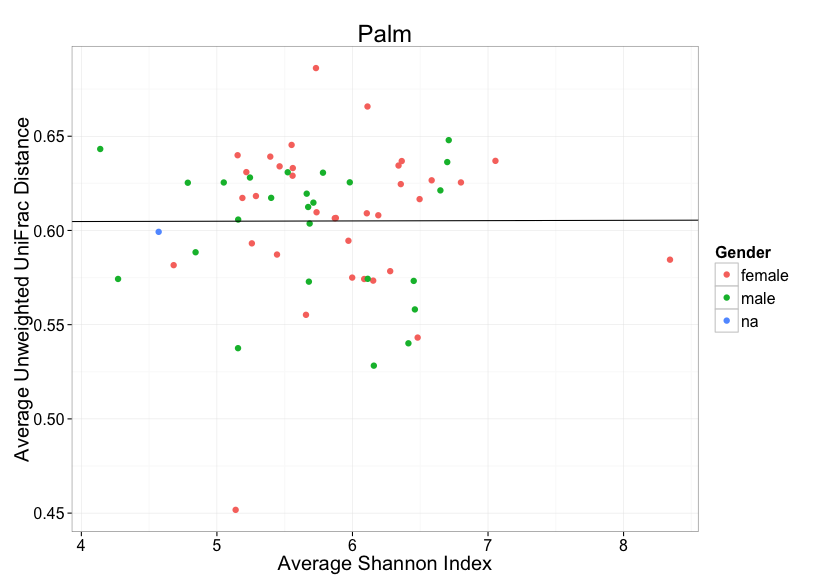 Palm
Average Unweighted UniFrac Distance
0.65
0.60
0.55
0.50
0.45
4 5 6 7 8
Average Shannon Index
Gender
female
male
na